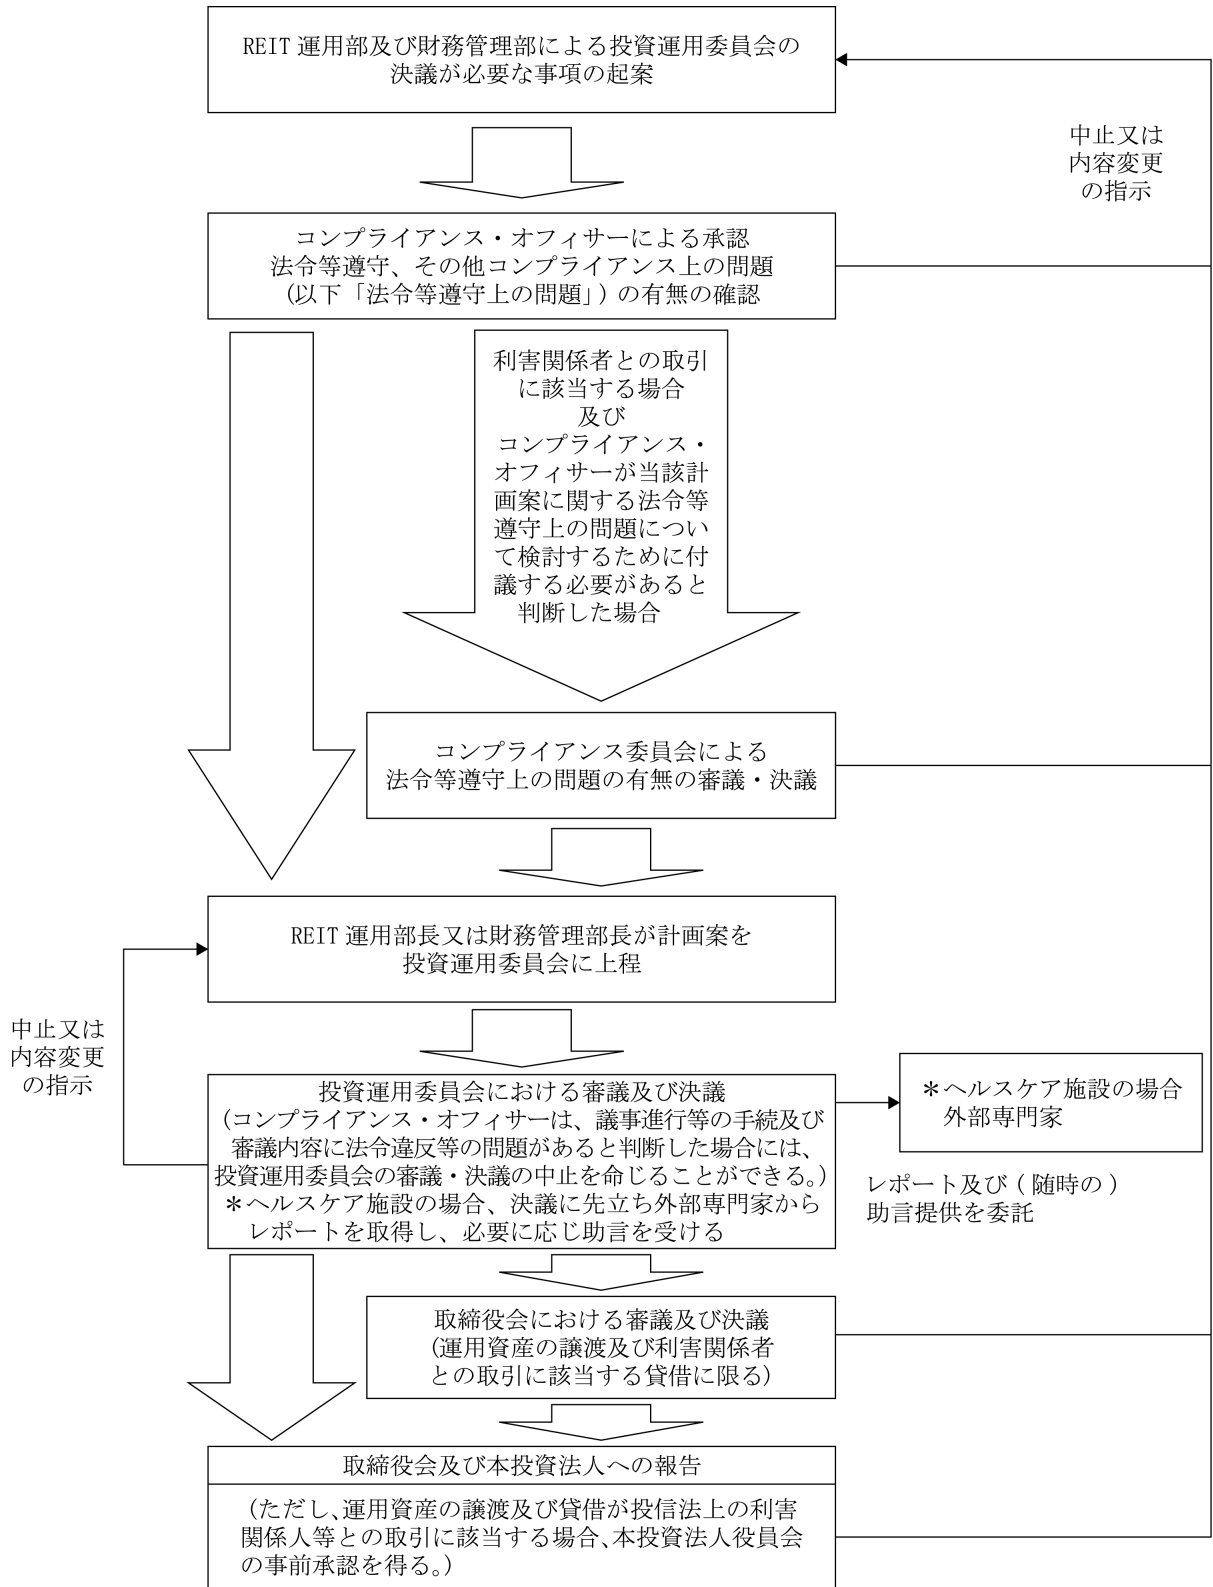 REIT 運用部及び財務管理部による投資運用委員会の
決議が必要な事項の起案
中止又は
内容変更
の指示
コンプライアンス・オフィサーによる承認
法令等遵守、その他コンプライアンス上の問題
(以下「法令等遵守上の問題」) の有無の確認
利害関係者との取引
に該当する場合
及び
コンプライアンス・
オフィサーが当該計
画案に関する法令等
遵守上の問題につい
て検討するために付
議する必要があると
判断した場合
コンプライアンス委員会による
法令等遵守上の問題の有無の審議・決議
REIT 運用部長又は財務管理部長が計画案を
投資運用委員会に上程
中止又は
内容変更
の指示
投資運用委員会における審議及び決議
(コンプライアンス・オフィサーは、議事進行等の手続及び
審議内容に法令違反等の問題があると判断した場合には、
投資運用委員会の審議・決議の中止を命じることができる。)
＊ヘルスケア施設の場合、決議に先立ち外部専門家から
レポートを取得し、必要に応じ助言を受ける
＊ヘルスケア施設の場合
外部専門家
レポート及び ( 随時の )
助言提供を委託
取締役会における審議及び決議
(運用資産の譲渡及び利害関係者
との取引に該当する貸借に限る)
取締役会及び本投資法人への報告
(ただし、運用資産の譲渡及び貸借が投信法上の利害
関係人等との取引に該当する場合、本投資法人役員会
の事前承認を得る。)